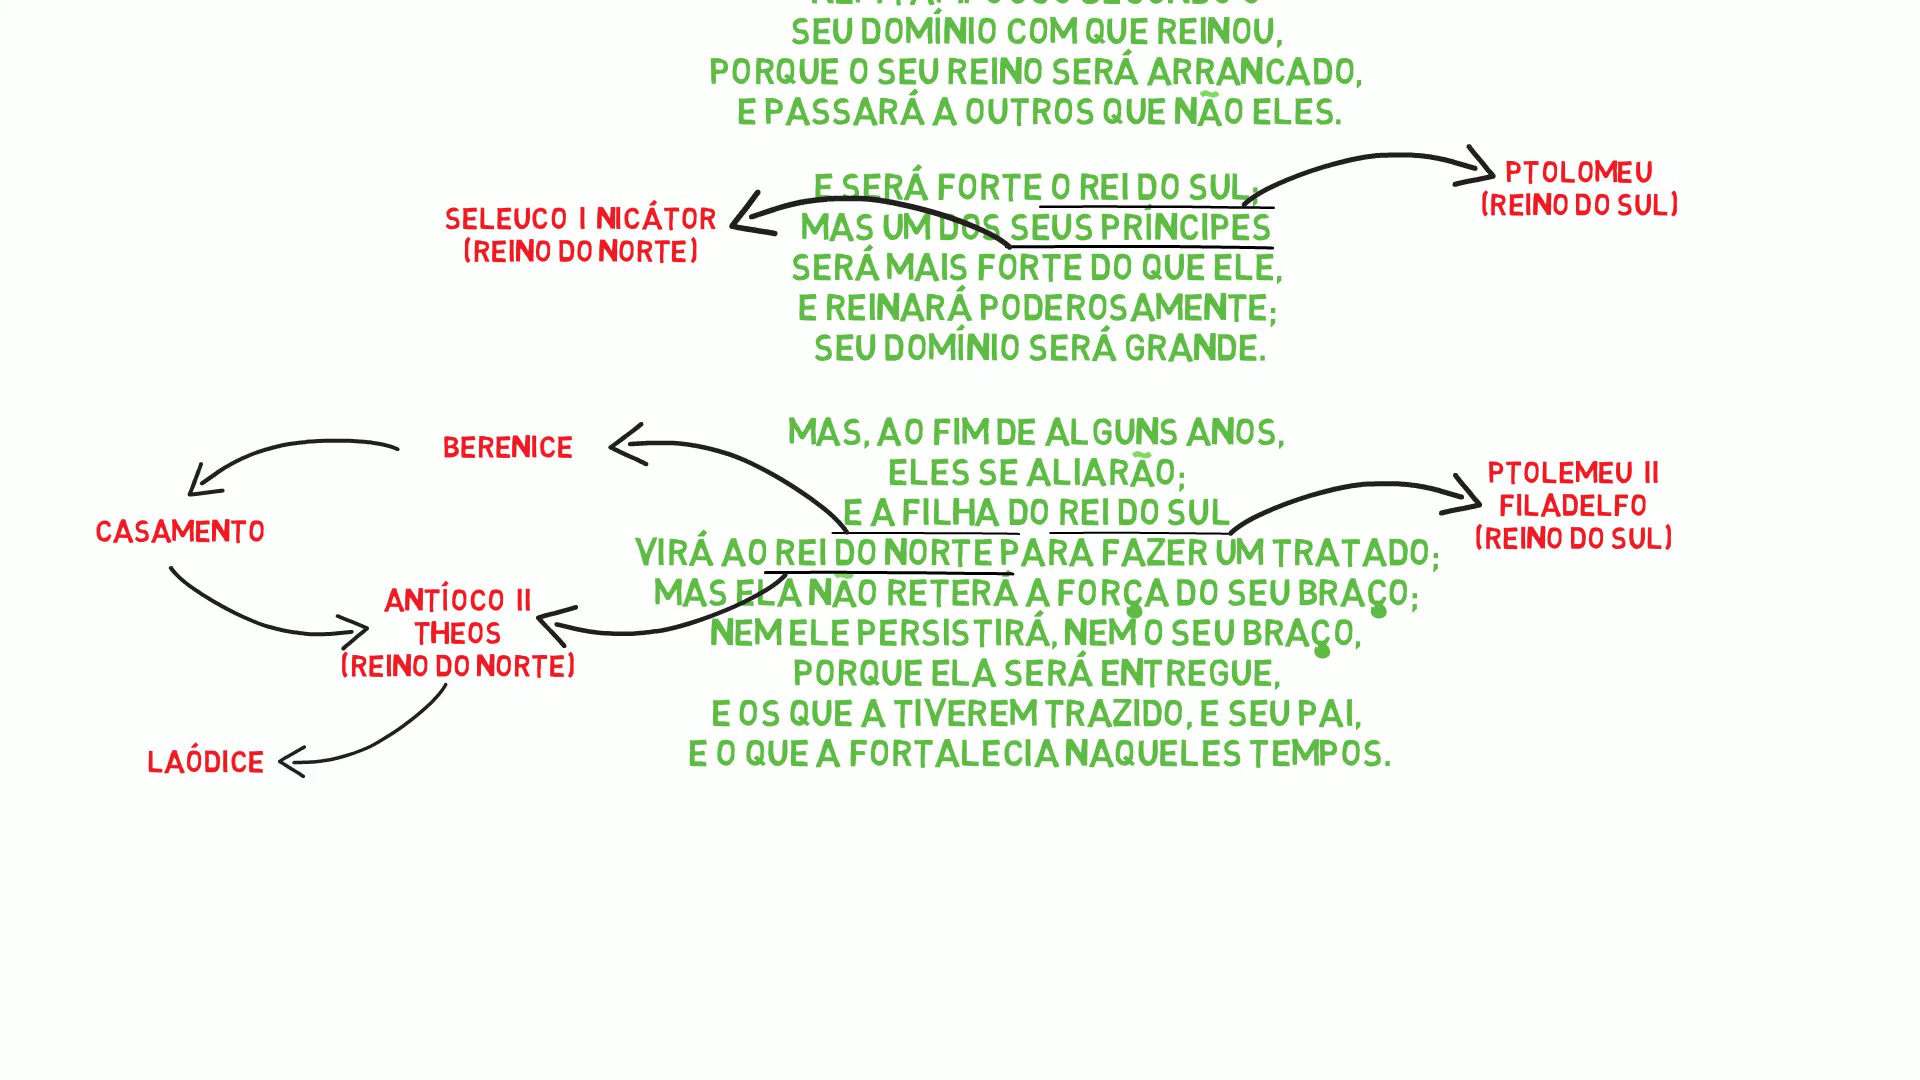 SEU DOMÍNIO COM QUE REINOU,
PORQUE O SEU REINO SERÁ ARRANCADO,
E PASSARÁ A OUTROS QUE NÃO ELES.
E SERÁ FORTE O REI DO SUL;
MAS UM DOS SEUS PRÍNCIPES
SERÁ MAIS FORTE DO QUE ELE,
E REINARÁ PODEROSAMENTE;
SEU DOMÍNIO SERÁ GRANDE.
PTOLOMEU
(REINO DO SUL)
SELEUCO I NICÁTOR
(REINO DO NORTE)
MAS, AO FIM DE ALGUNS ANOS,
ELES SE ALIARÃO;
E A FILHA DO REI DO SUL
VIRÁ AO REI DO NORTE PARA FAZER UM TRATADO;
MAS ELA NÃO RETERÁ A FORÇA DO SEU BRAÇO;
NEM ELE PERSISTIRÁ, NEM O SEU BRAÇO,
PORQUE ELA SERÁ ENTREGUE,
E OS QUE A TIVEREM TRAZIDO, E SEU PAI,
E O QUE A FORTALECIA NAQUELES TEMPOS.
BERENICE
CASAMENTO
ANTÍOCO II
THEOS
(REINO DO NORTE)
LAÓDICE
PTOLEMEU II
FILADELFO
(REINO DO SUL)